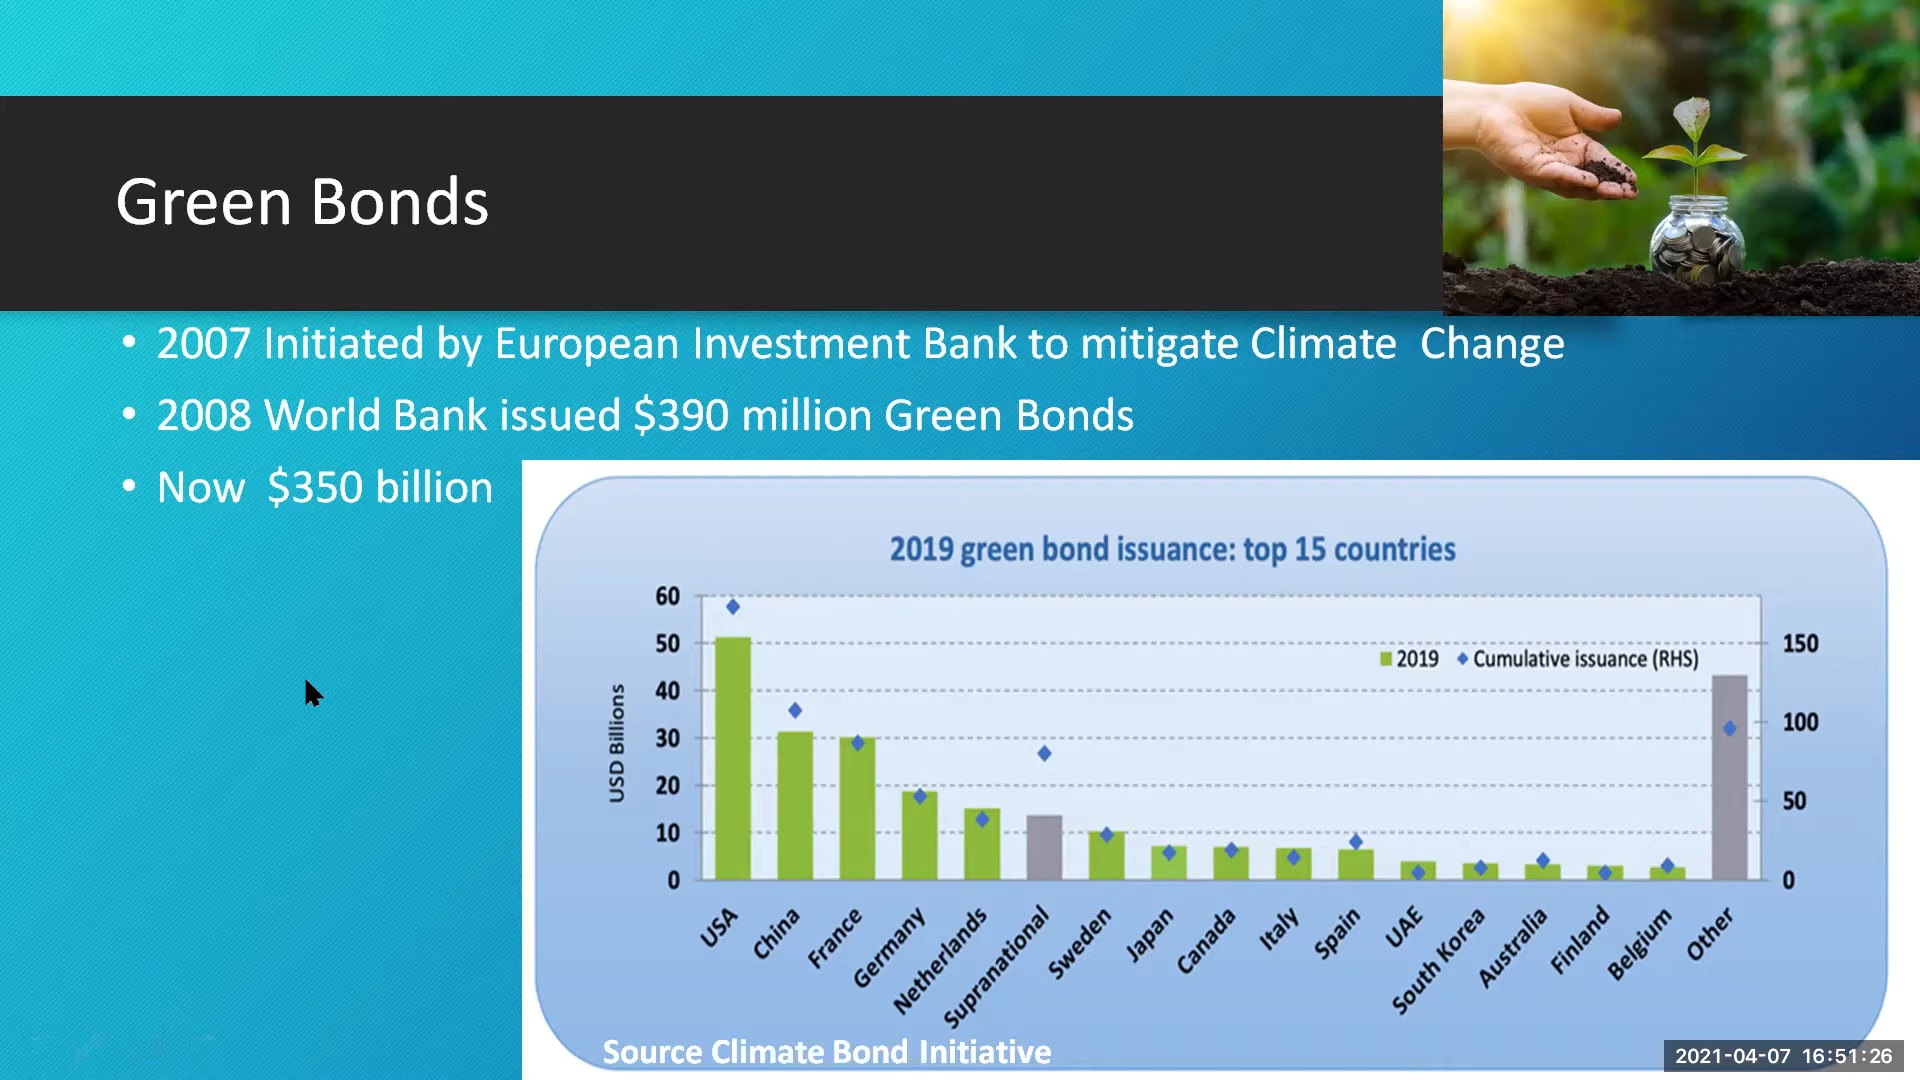 Green Bonds
• 2007 Initiated by European Investment Bank to mitigate Climate  Change
• 2008 World Bank issued $390 million Green Bonds
• Now  $350 billion
2019 green bond issuance: top 15 countries
60
50
40
30
20
10
0
USD Billions
2019
Cumulative issuance (RHS)
150
100
50
0
USA
China
France
Germany
Netherlands
Supranational
Sweden
Japan
Canada
Italy
Spain
UAE
South Korea
Australia
Finland
Belgium
Other
Source Climate Bond Initiative
2021-04-07 16:51:26